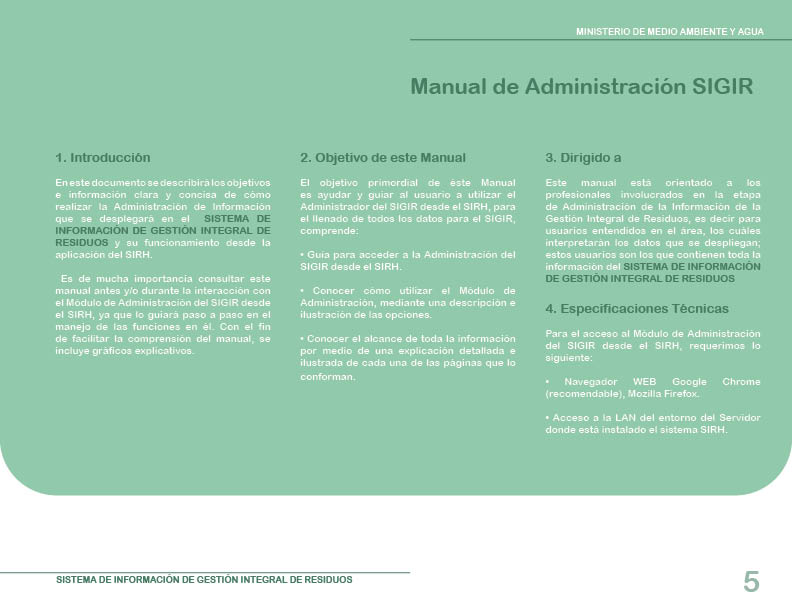 MINISTERIO DE MEDIO AMBIENTE Y AGUA
Manual de Administración SIGIR
1. Introducción
En este documento se describirá los objetivos
e información clara y concisa de cómo
realizar la Administración de Información
que se desplegará en el SISTEMA DE
INFORMACIÓN DE GESTIÓN INTEGRAL DE
RESIDUOS y su funcionamiento desde la
aplicación del SIRH.
Es de mucha importancia consultar este
manual antes y/o durante la interacción con
el Módulo de Administración del SIGIR desde
el SIRH, ya que lo guiará paso a paso en el
manejo de las funciones en él. Con el fin
de facilitar la comprensión del manual, se
incluye gráficos explicativos.
2. Objetivo de este Manual
El objetivo primordial de éste Manual
es ayudar y guiar al usuario a utilizar el
Administrador del SIGIR desde el SIRH, para
el llenado de todos los datos para el SIGIR,
comprende:
• Guía para acceder a la Administración del
SIGIR desde el SIRH.
• Conocer cómo utilizar el Módulo de
Administración, mediante una descripción e
ilustración de las opciones.
• Conocer el alcance de toda la información
por medio de una explicación detallada e
ilustrada de cada una de las páginas que lo
conforman.
3. Dirigido a
Este manual está orientado a los
profesionales involucrados en la etapa
de Administración de la Información de la
Gestión Integral de Residuos, es decir para
usuarios entendidos en el área, los cuáles
interpretarán los datos que se despliegan;
estos usuarios son los que contienen toda la
información del SISTEMA DE INFORMACIÓN
DE GESTIÓN INTEGRAL DE RESIDUOS
4. Especificaciones Técnicas
Para el acceso al Módulo de Administración
del SIGIR desde el SIRH, requerimos lo
siguiente:
• Navegador WEB Google Chrome
(recomendable), Mozilla Firefox.
• Acceso a la LAN del entorno del Servidor
donde está instalado el sistema SIRH.
SISTEMA DE INFORMACIÓN DE GESTIÓN INTEGRAL DE RESIDUOS
5